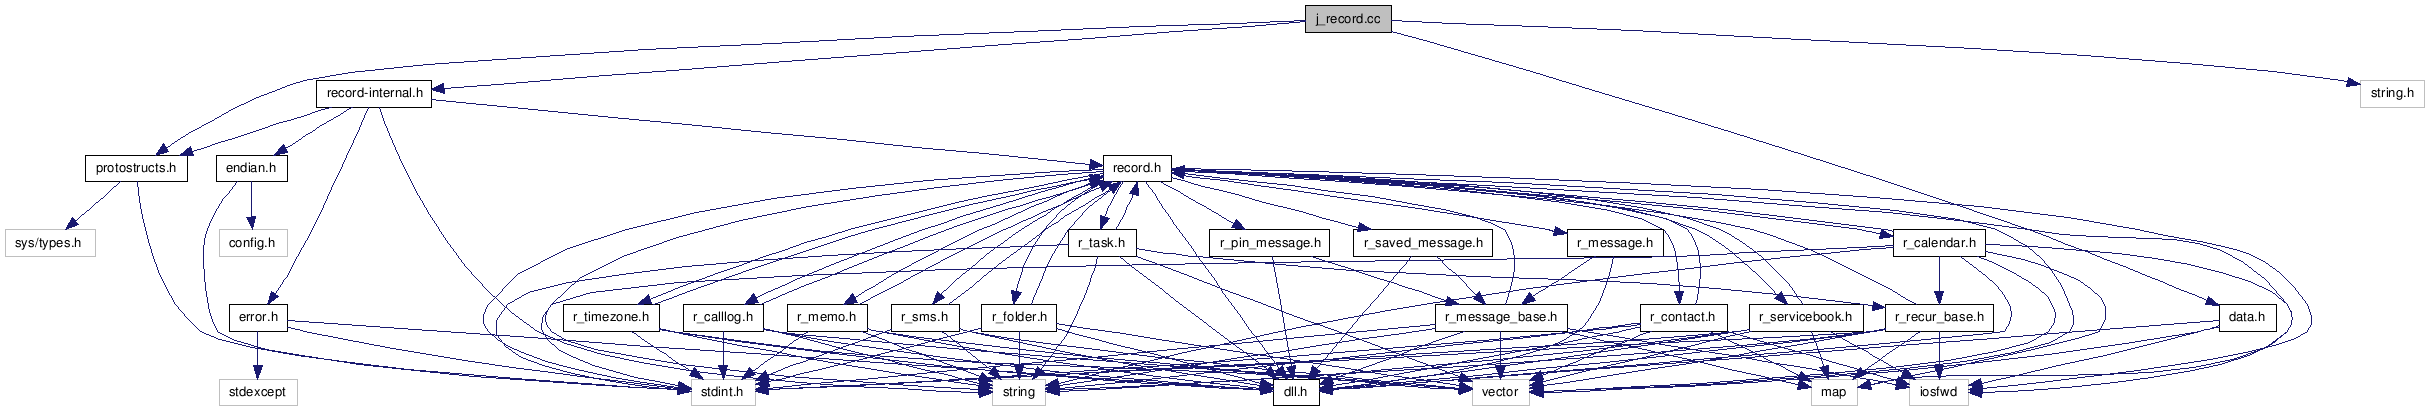 j_record.cc
record-internal.h
string.h
protostructs.h
endian.h
record.h
sys/types.h
config.h
r_task.h
r_pin_message.h
r_saved_message.h
r_message.h
r_calendar.h
error.h
r_timezone.h
r_calllog.h
r_memo.h
r_sms.h
r_folder.h
r_message_base.h
r_contact.h
r_servicebook.h
r_recur_base.h
data.h
stdexcept
stdint.h
string
dll.h
vector
map
iosfwd